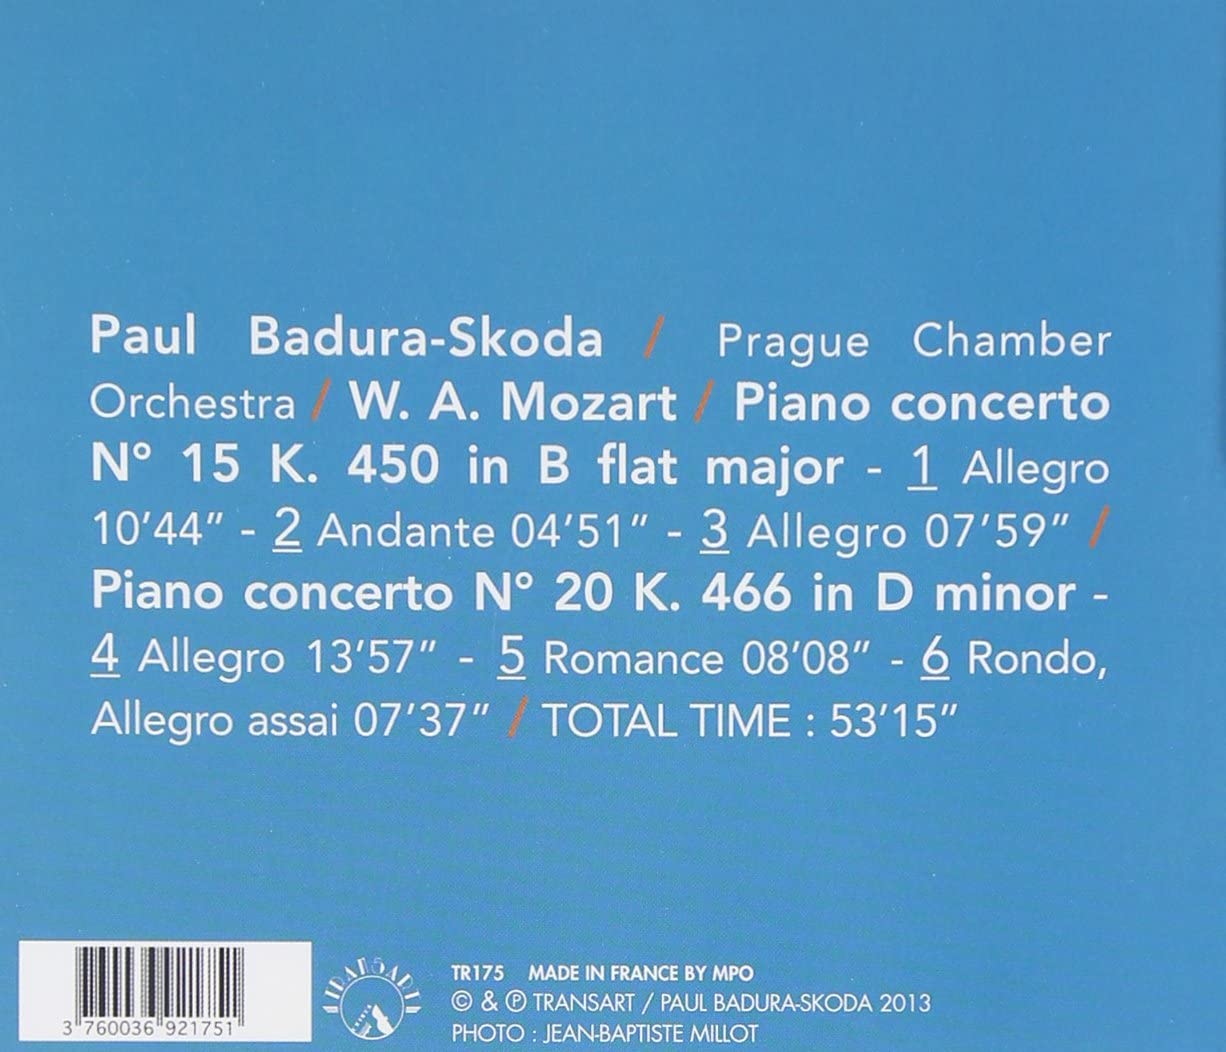 Paul Badura-Skoda / Prague Chamber
Orchestra / W. A. Mozart / Piano concerto
N° 15 K. 450 in B flat major - 1 Allegro
10’44” - 2 Andante 04’51” - 3 Allegro 07’59” /
Piano concerto N° 20 K. 466 in D minor -
4 Allegro 13’57” - 5 Romance 08’08” - 6 Rondo,
Allegro assai 07’37” / TOTAL TIME : 53’15”
3 760036 921751
TRANSART
TR175 MADE IN FRANCE BY MPO
© & ℗ TRANSART / PAUL BADURA-SKODA 2013
PHOTO : JEAN-BAPTISTE MILLOT